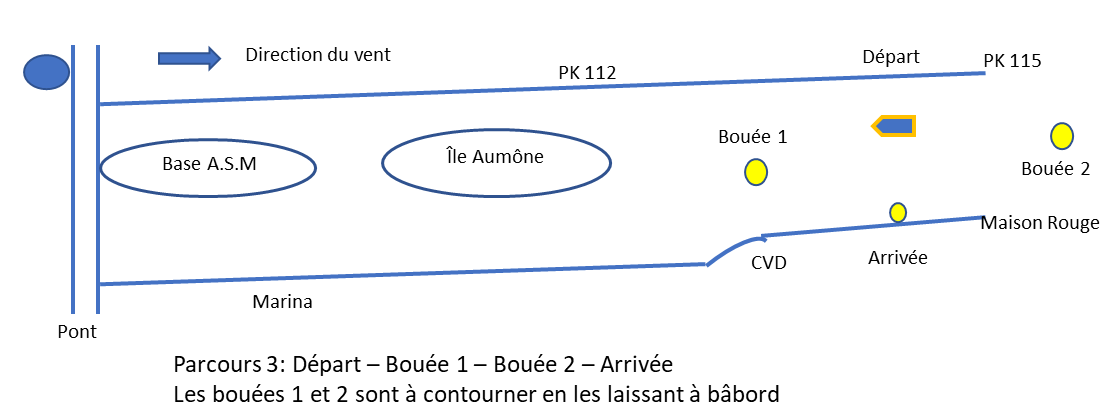 Direction du vent
Départ
PK 115
PK 112
Bouée 1
Base A.S.M
Île Aumône
Bouée 2
Maison Rouge
CVD
Arrivée
Marina
Pont
Parcours 3: Départ – Bouée 1 – Bouée 2 – Arrivée
Les bouées 1 et 2 sont à contourner en les laissant à bâbord